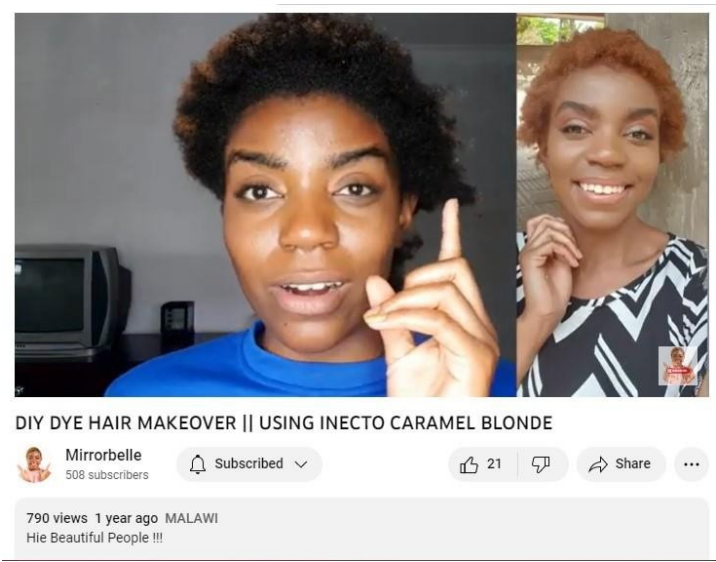 DIY DYE HAIR MAKEOVER || USING INECTO CARAMEL BLONDE
Mirrorbelle
508 subscribers
Subscribed
21
Share
790 views 1 year ago MALAWI
Hie Beautiful People !!!